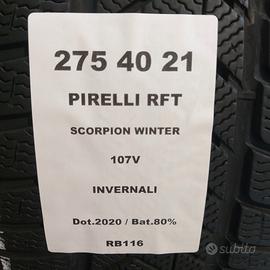 275 40 21
PIRELLI RFT
SCORPION WINTER
107V
INVERNALI
Dot.2020 / Bat.80%
RB116
subito